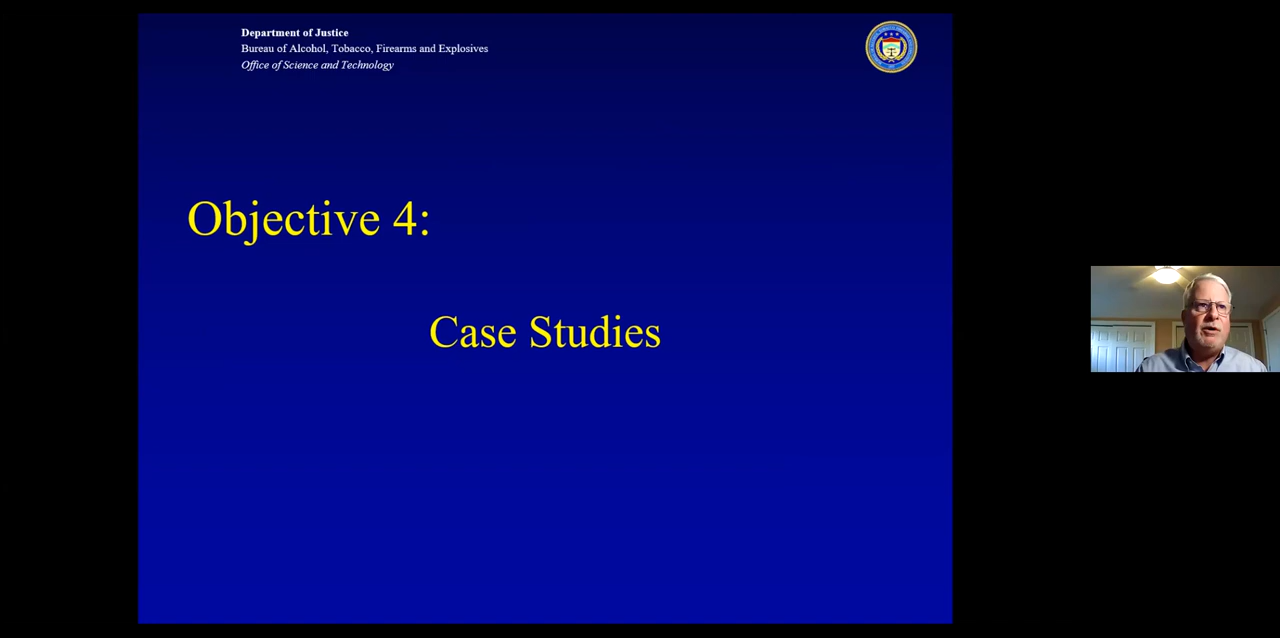 Department of Justice
Bureau of Alcohol, Tobacco, Firearms and Explosives
Office of Science and Technology
Objective 4:
Case Studies